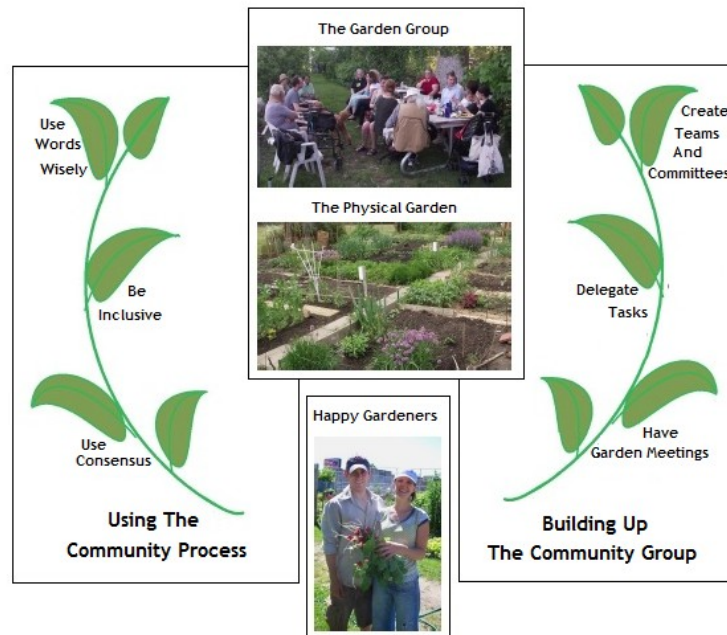 The Garden Group
The Physical Garden
Use
Words
Wisely
Be
Inclusive
Use
Consensus
Using The
Community Process
Happy Gardeners
Create
Teams
And
Committees
Delegate
Tasks
Have
Garden Meetings
Building Up
The Community Group